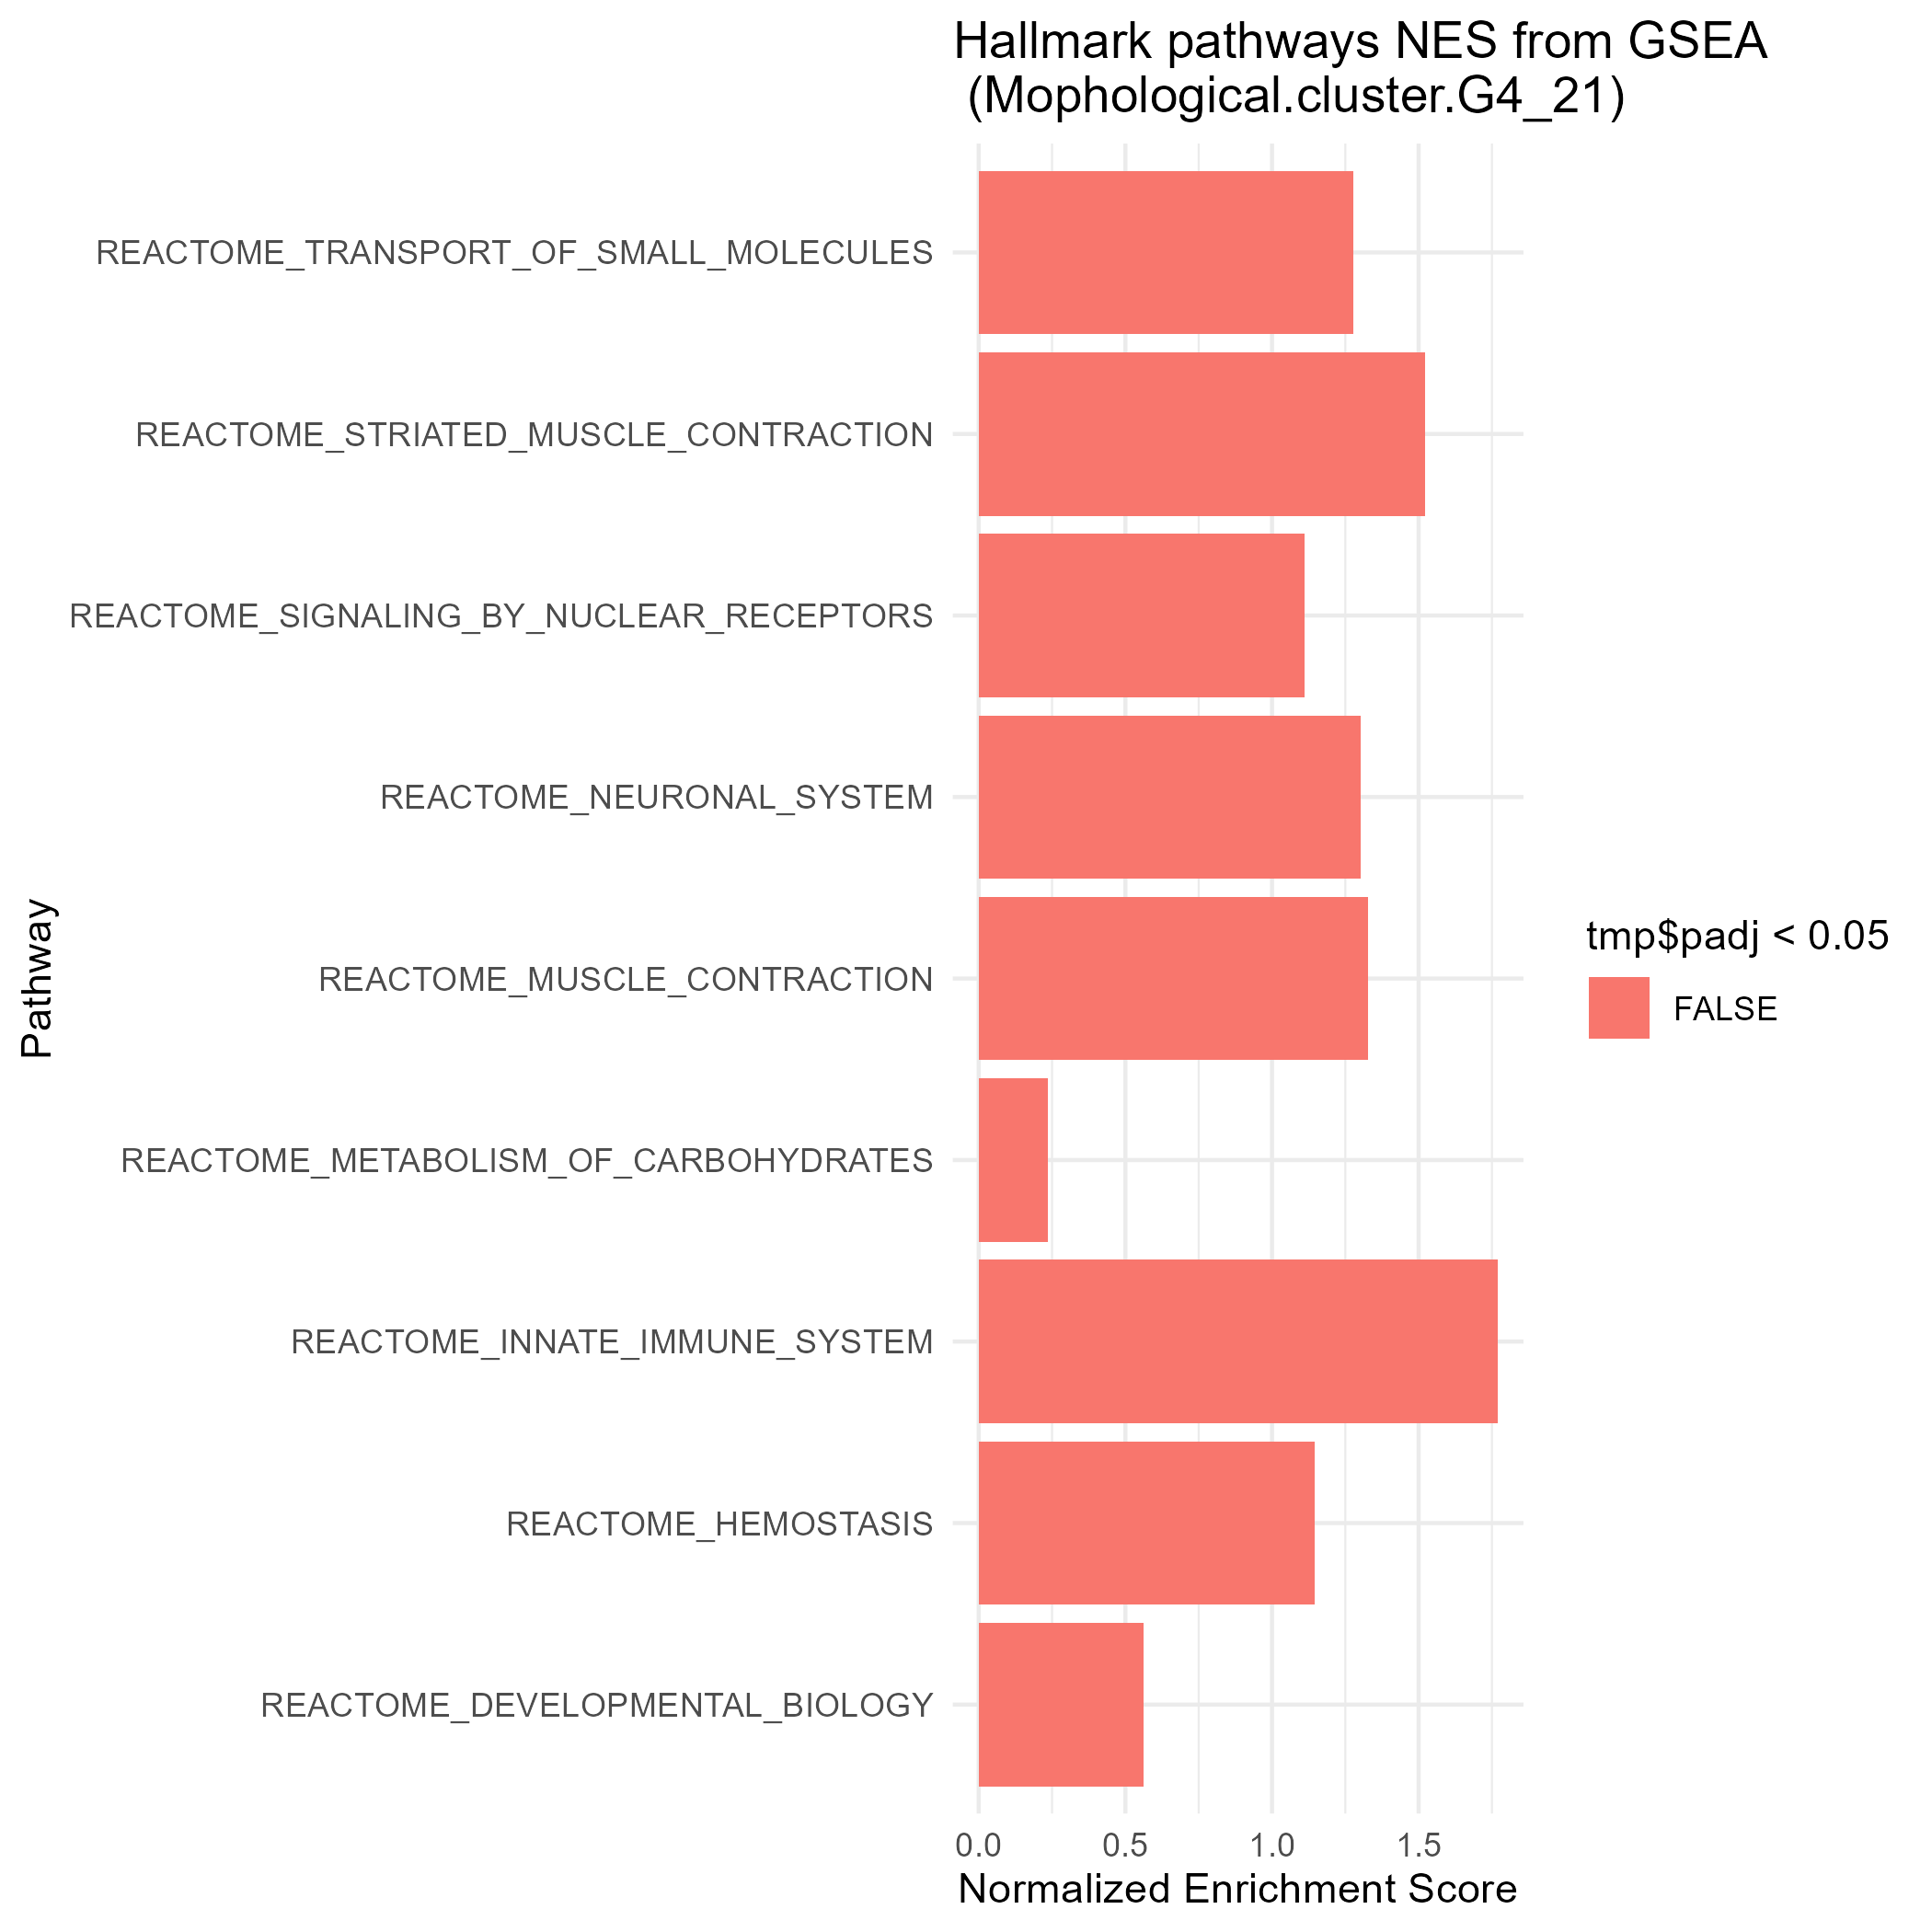 Hallmark pathways NES from GSEA
(Mophological.cluster.G4_21)
REACTOME_TRANSPORT_OF_SMALL_MOLECULES
REACTOME_STRIATED_MUSCLE_CONTRACTION
REACTOME_SIGNALING_BY_NUCLEAR_RECEPTORS
REACTOME_NEURONAL_SYSTEM
REACTOME_MUSCLE_CONTRACTION
REACTOME_METABOLISM_OF_CARBOHYDRATES
REACTOME_INNATE_IMMUNE_SYSTEM
REACTOME_HEMOSTASIS
REACTOME_DEVELOPMENTAL_BIOLOGY
Pathway
0.0 0.5 1.0 1.5
Normalized Enrichment Score
tmp$padj < 0.05
FALSE